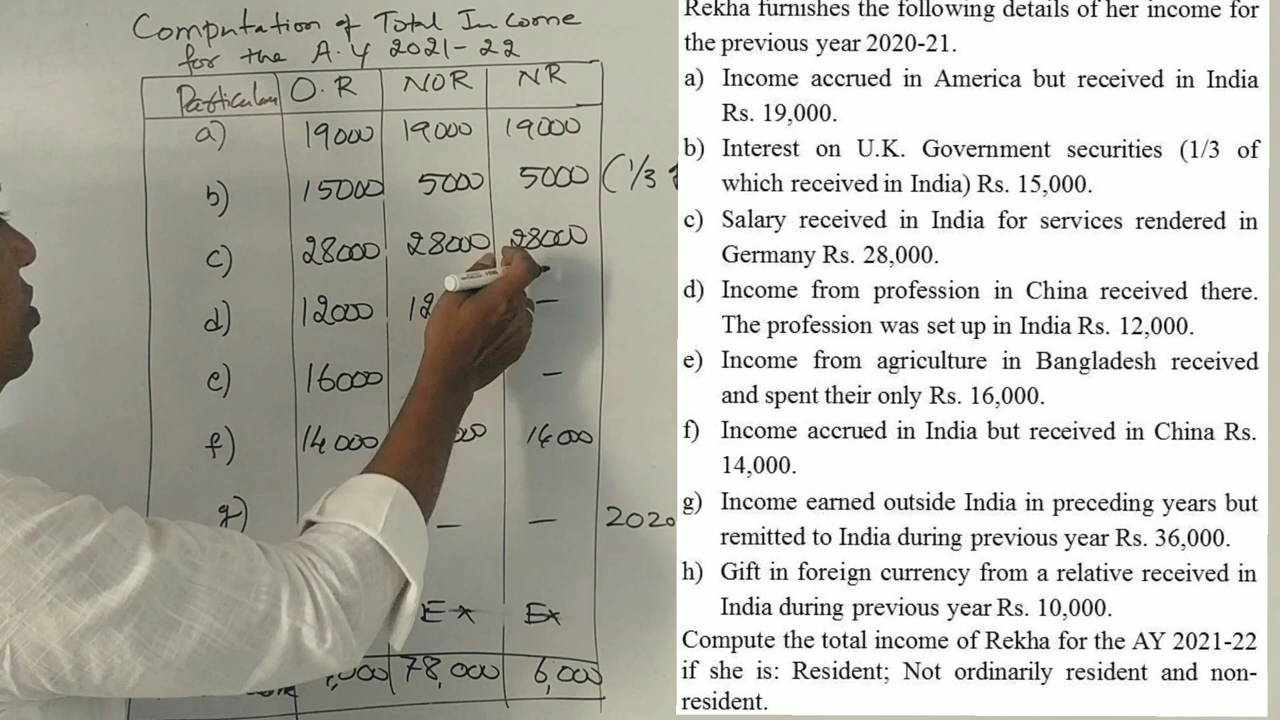 Computation of Total Income
for the A.Y 2021-22
Particulars O.R NOR NR
a) 19000 19000 19000
b) 15000 5000 5000 (1/3
c) 28000 28000 28000
d) 12000 12 -
e) 16000 -
f) 14000 14000
g) - - 2020
Ex Ex
78,000 6,000
Rekha furnishes the following details of her income for
the previous year 2020-21.
a) Income accrued in America but received in India
Rs. 19,000.
b) Interest on U.K. Government securities (1/3 of
which received in India) Rs. 15,000.
c) Salary received in India for services rendered in
Germany Rs. 28,000.
d) Income from profession in China received there.
The profession was set up in India Rs. 12,000.
e) Income from agriculture in Bangladesh received
and spent their only Rs. 16,000.
f) Income accrued in India but received in China Rs.
14,000.
g) Income earned outside India in preceding years but
remitted to India during previous year Rs. 36,000.
h) Gift in foreign currency from a relative received in
India during previous year Rs. 10,000.
Compute the total income of Rekha for the AY 2021-22
if she is: Resident; Not ordinarily resident and non-
resident.